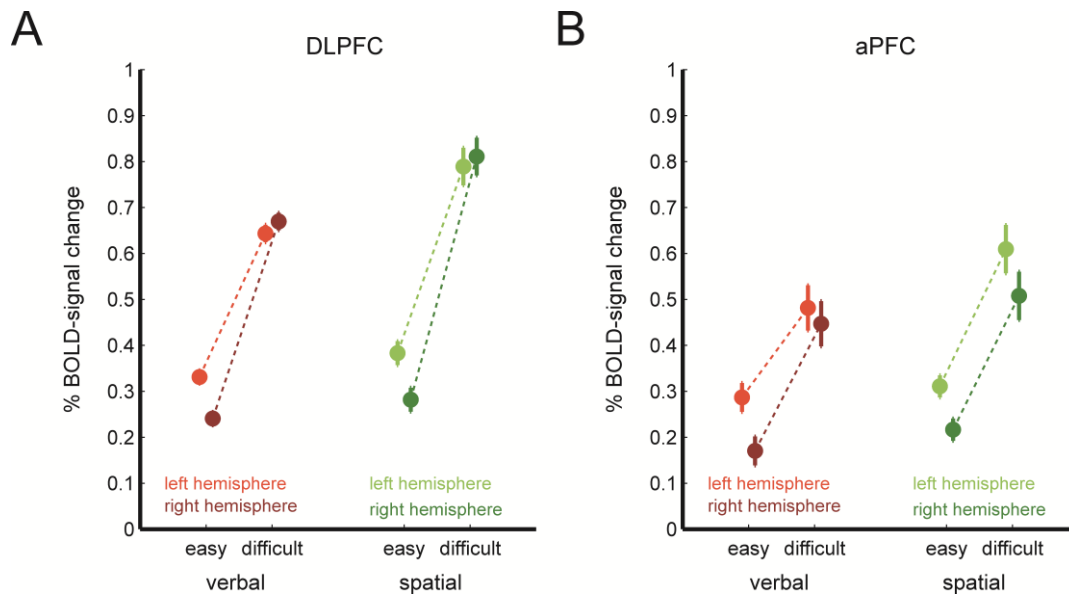 A
DLPFC
% BOLD-signal change
1
0.9
0.8
0.7
0.6
0.5
0.4
0.3
0.2
0.1
0
left hemisphere
right hemisphere
left hemisphere
right hemisphere
easy difficult easy difficult
verbal spatial
B
aPFC
% BOLD-signal change
1
0.9
0.8
0.7
0.6
0.5
0.4
0.3
0.2
0.1
0
left hemisphere
right hemisphere
left hemisphere
right hemisphere
easy difficult easy difficult
verbal spatial